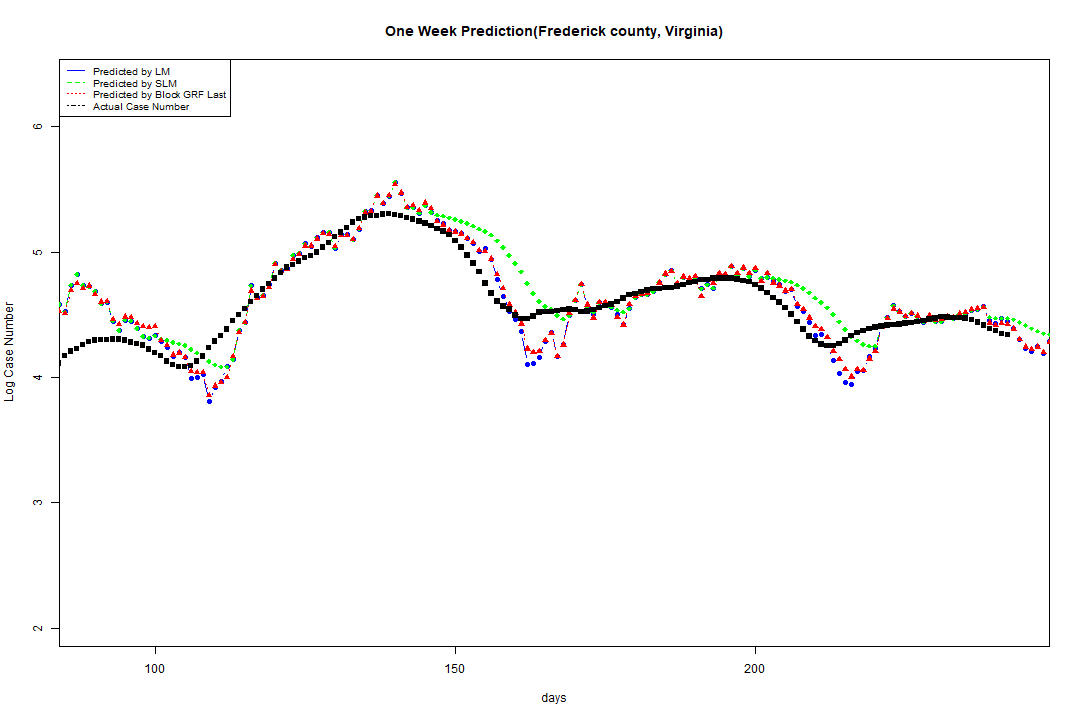 One Week Prediction(Frederick county, Virginia)
Predicted by LM
Predicted by SLM
Predicted by Block GRF Last
Actual Case Number
6
5
4
3
2
Log Case Number
100
150
200
days